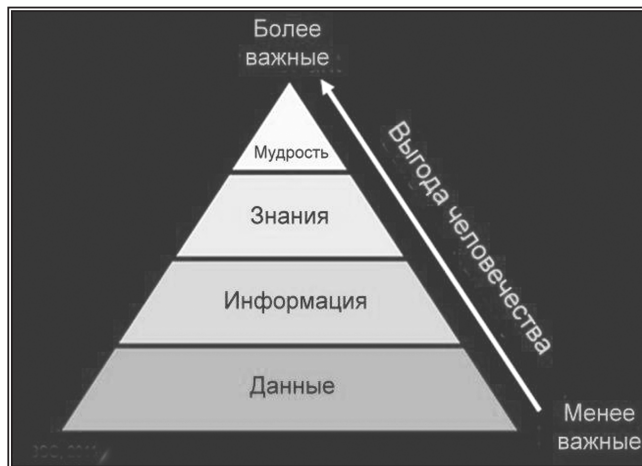 Более
важные
Мудрость
Знания
Информация
Данные
Выгода человечества
Менее
важные